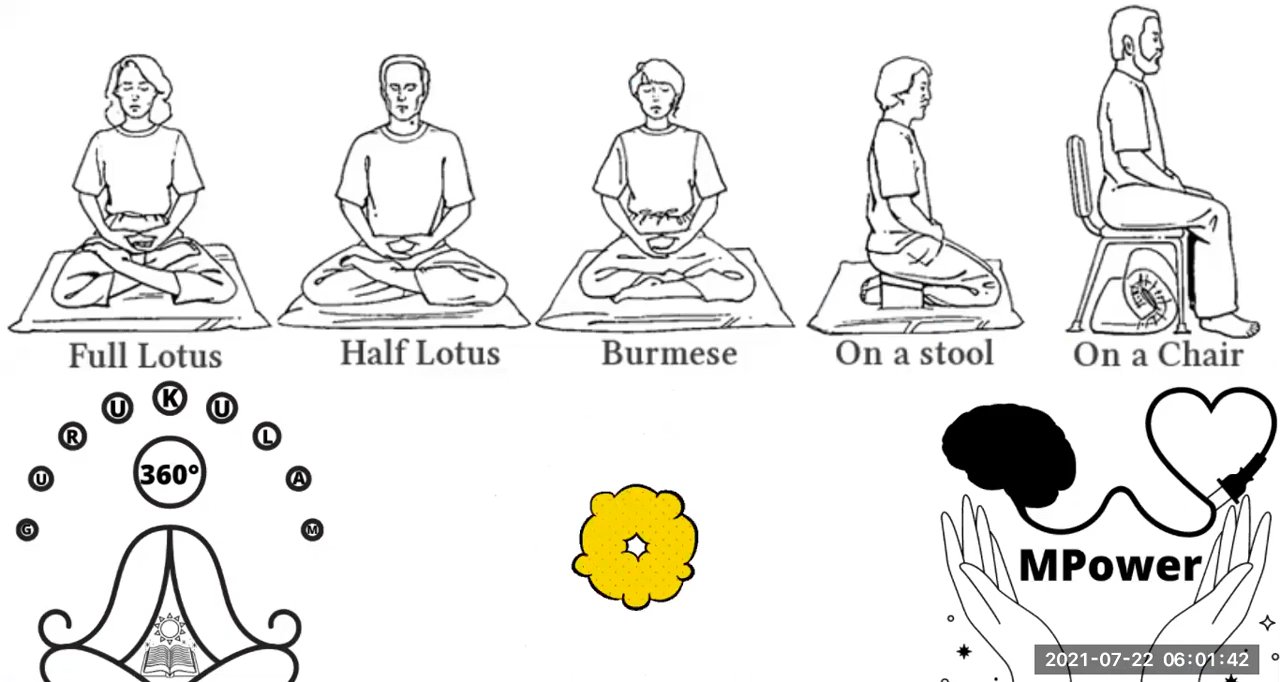 Full Lotus
Half Lotus
Burmese
On a stool
On a Chair
GURUKULAM
360°
MPower
2021-07-22 06:01:42